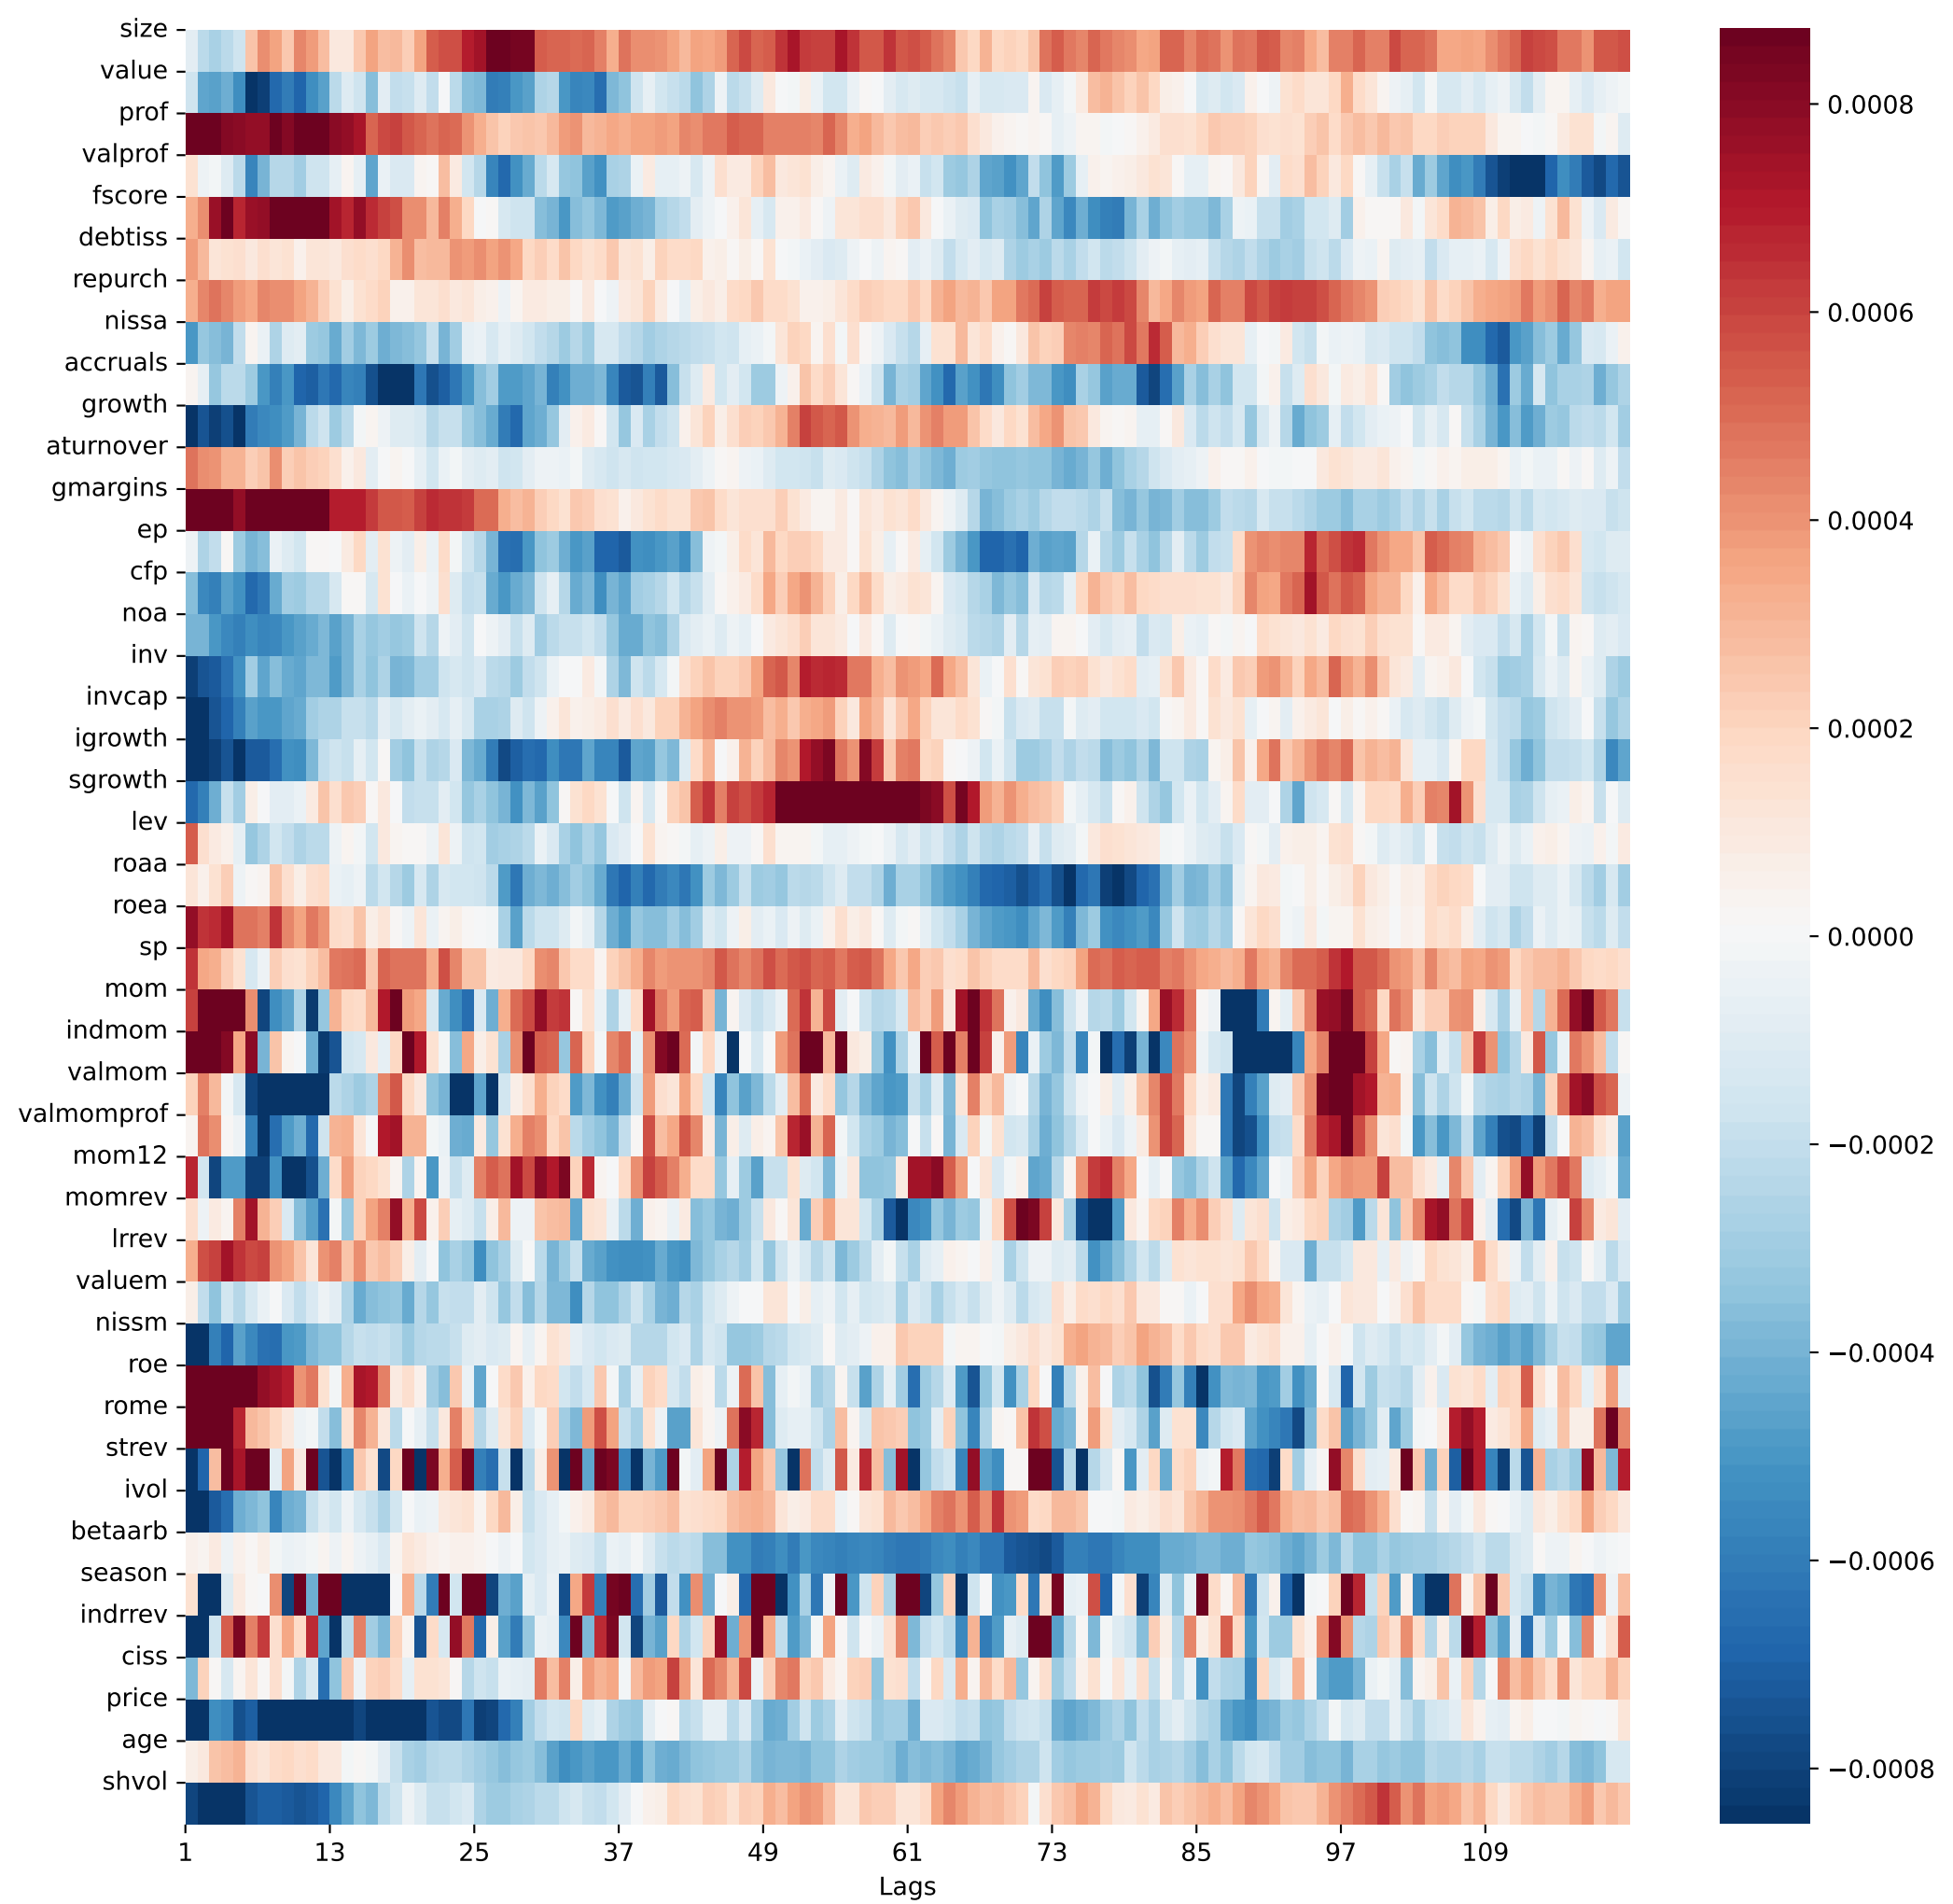 size
value
prof
valprof
fscore
debtiss
repurch
nissa
accruals
growth
aturnover
gmargins
ep
cfp
noa
inv
invcap
igrowth
sgrowth
lev
roaa
roea
sp
mom
indmom
valmom
valmomprof
mom12
momrev
lrrev
valuem
nissm
roe
rome
strev
ivol
betaarb
season
indrrev
ciss
price
age
shvol
1 13 25 37 49 61 73 85 97 109
Lags
0.0008
0.0006
0.0004
0.0002
0.0000
−0.0002
−0.0004
−0.0006
−0.0008